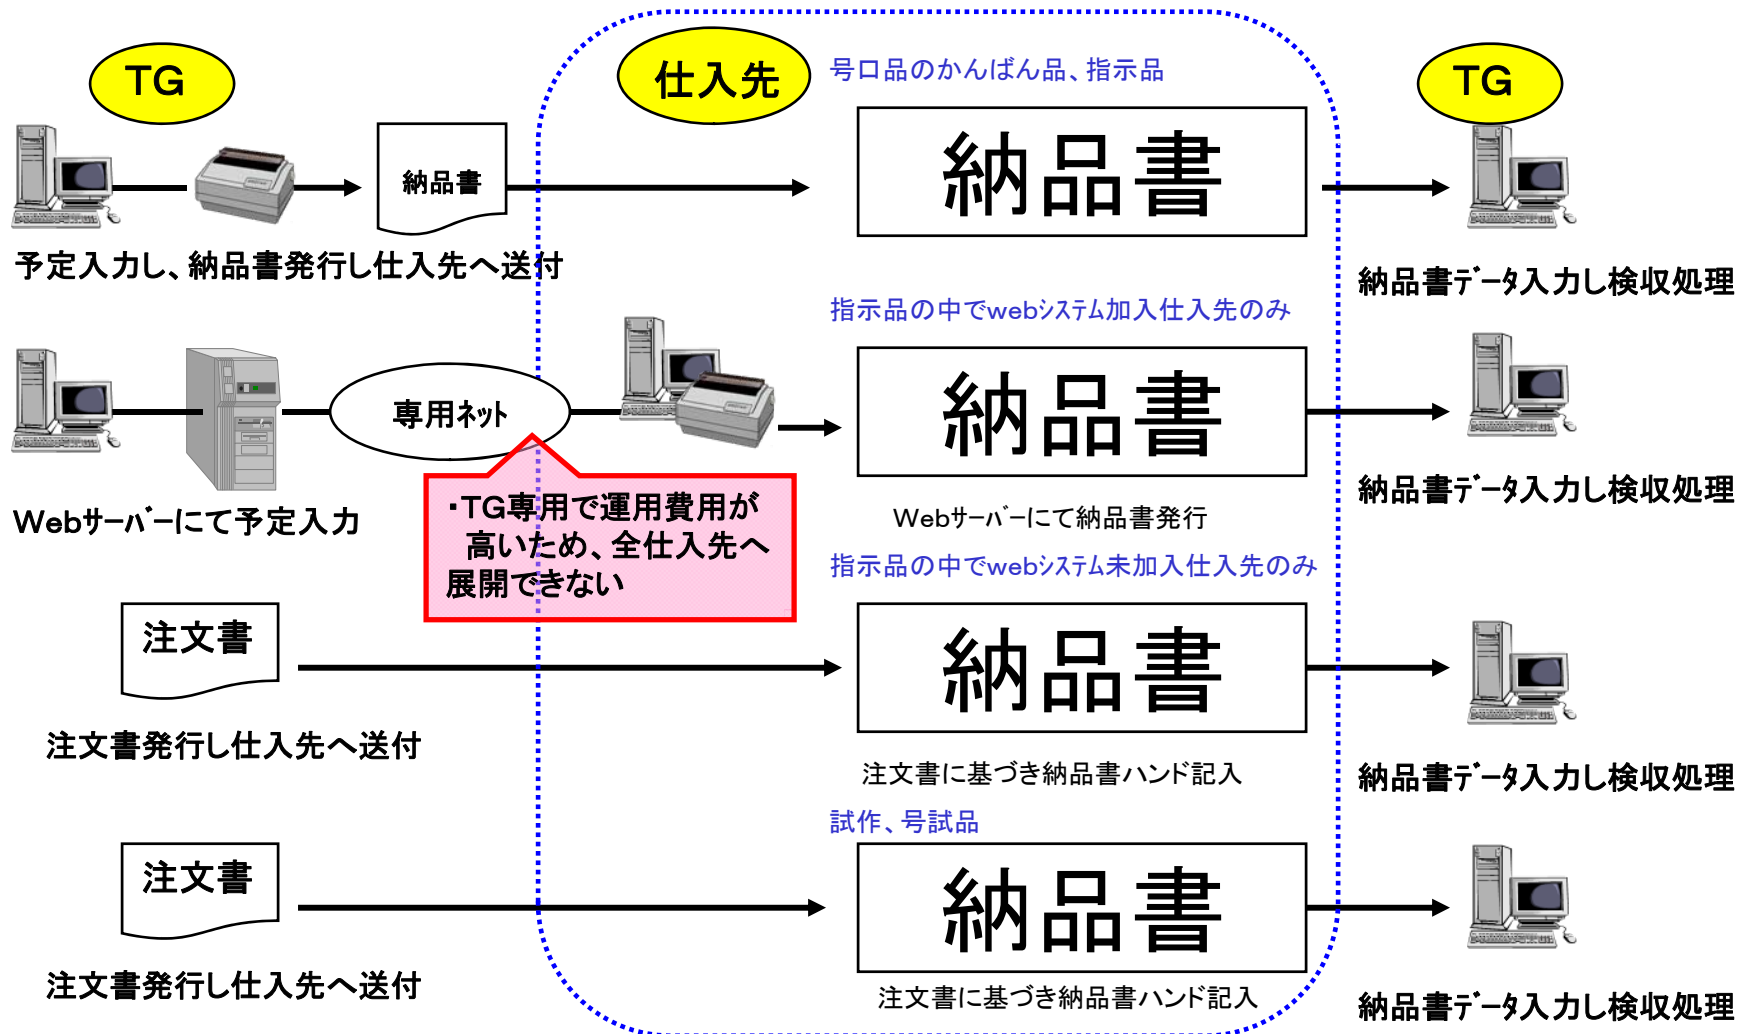 TG
仕入先
号口品のかんばん品、指示品
TG
納品書
納品書
予定入力し、納品書発行し仕入先へ送付
納品書ﾃﾞｰﾀ入力し検収処理
指示品の中でwebｼｽﾃﾑ加入仕入先のみ
専用ﾈｯﾄ
納品書
・TG専用で運用費用が
高いため、全仕入先へ
展開できない
Webｻｰﾊﾞｰにて予定入力
Webｻｰﾊﾞｰにて納品書発行
納品書ﾃﾞｰﾀ入力し検収処理
指示品の中でwebｼｽﾃﾑ未加入仕入先のみ
注文書
納品書
注文書発行し仕入先へ送付
注文書に基づき納品書ハンド記入
納品書ﾃﾞｰﾀ入力し検収処理
試作、号試品
注文書
納品書
注文書発行し仕入先へ送付
注文書に基づき納品書ハンド記入
納品書ﾃﾞｰﾀ入力し検収処理